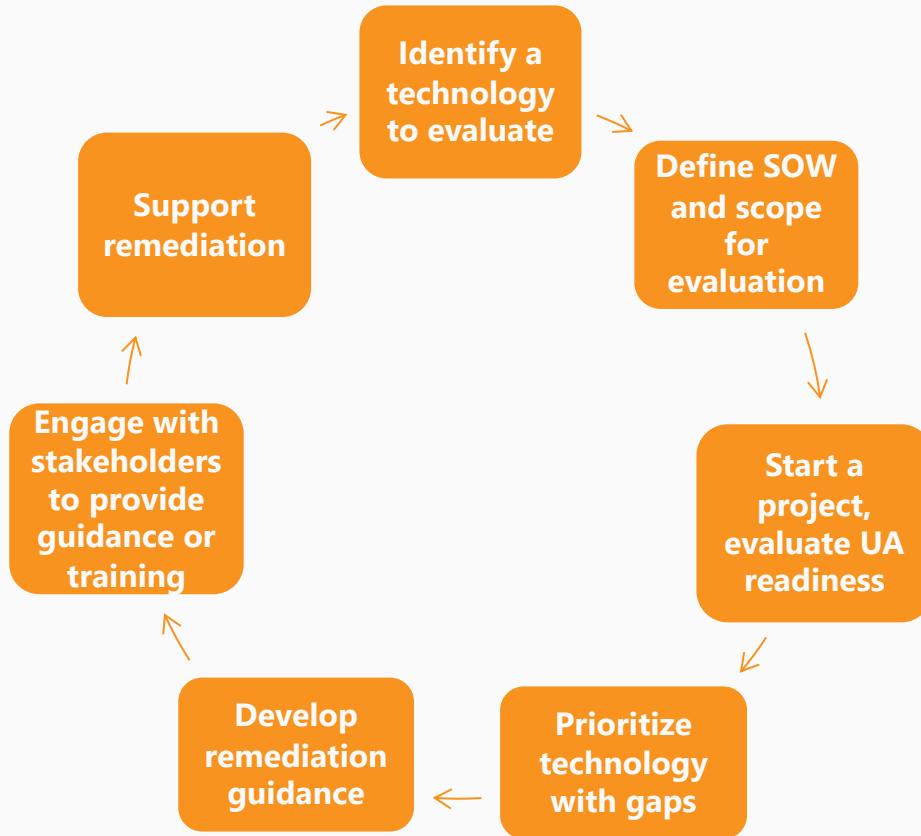 Identify a
technology
to evaluate
Define SOW
and scope
for
evaluation
Start a
project,
evaluate UA
readiness
Prioritize
technology
with gaps
Develop
remediation
guidance
Engage with
stakeholders
to provide
guidance or
training
Support
remediation